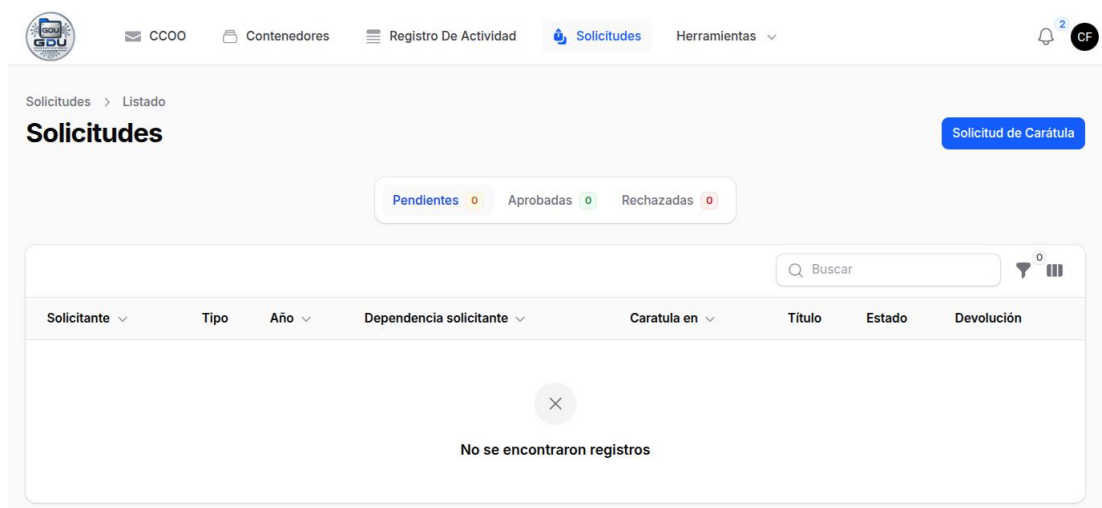 GDU
GDU
CCOO
Contenedores
Registro De Actividad
Solicitudes
Herramientas
2
CF
Solicitudes > Listado
Solicitudes
Solicitud de Carátula
Pendientes 0
Aprobadas 0
Rechazadas 0
Buscar
0
Solicitante
Tipo
Año
Dependencia solicitante
Caratula en
Título
Estado
Devolución
No se encontraron registros